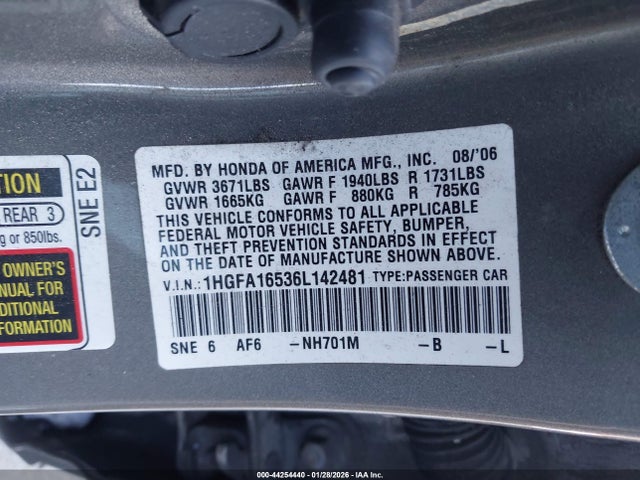 MFD. BY HONDA OF AMERICA MFG., INC. 08/'06
GVWR 3671LBS GAWR F 1940LBS R 1731LBS
GVWR 1665KG GAWR F 880KG R 785KG
THIS VEHICLE CONFORMS TO ALL APPLICABLE
FEDERAL MOTOR VEHICLE SAFETY, BUMPER,
AND THEFT PREVENTION STANDARDS IN EFFECT
ON THE DATE OF MANUFACTURE SHOWN ABOVE.
V.I.N.: 1HGFA16536L142481 TYPE:PASSENGER CAR
SNE 6 AF6 -NH701M -B -L
SNE E2
REAR 3
g or 850lbs.
OWNER'S
FOR
000-44254440 - 01/28/2026 - IAA Inc.